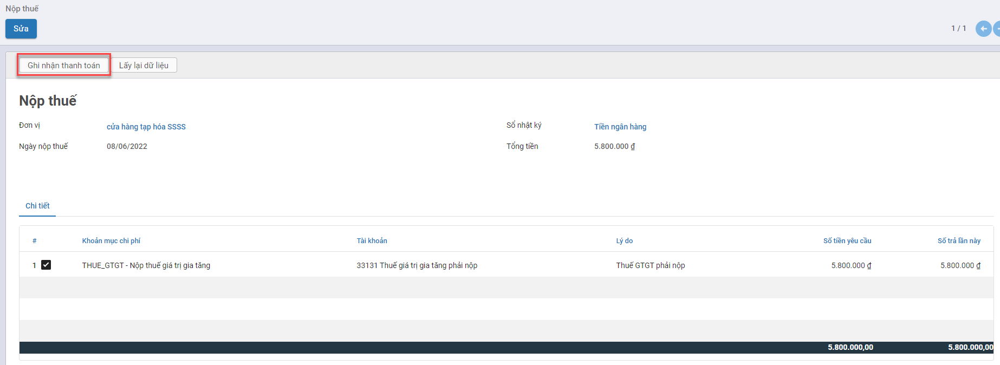 Nộp thuế
Sửa
1 / 1
Ghi nhận thanh toán Lấy lại dữ liệu
Nộp thuế
Đơn vị cửa hàng tạp hóa SSSS Sổ nhật ký Tiền ngân hàng
Ngày nộp thuế 08/06/2022 Tổng tiền 5.800.000 ₫
Chi tiết
# Khoản mục chi phí Tài khoản Lý do Số tiền yêu cầu Số trả lần này
1 THUE_GTGT - Nộp thuế giá trị gia tăng 33131 Thuế giá trị gia tăng phải nộp Thuế GTGT phải nộp 5.800.000 ₫ 5.800.000 ₫
5.800.000,00 5.800.000,00